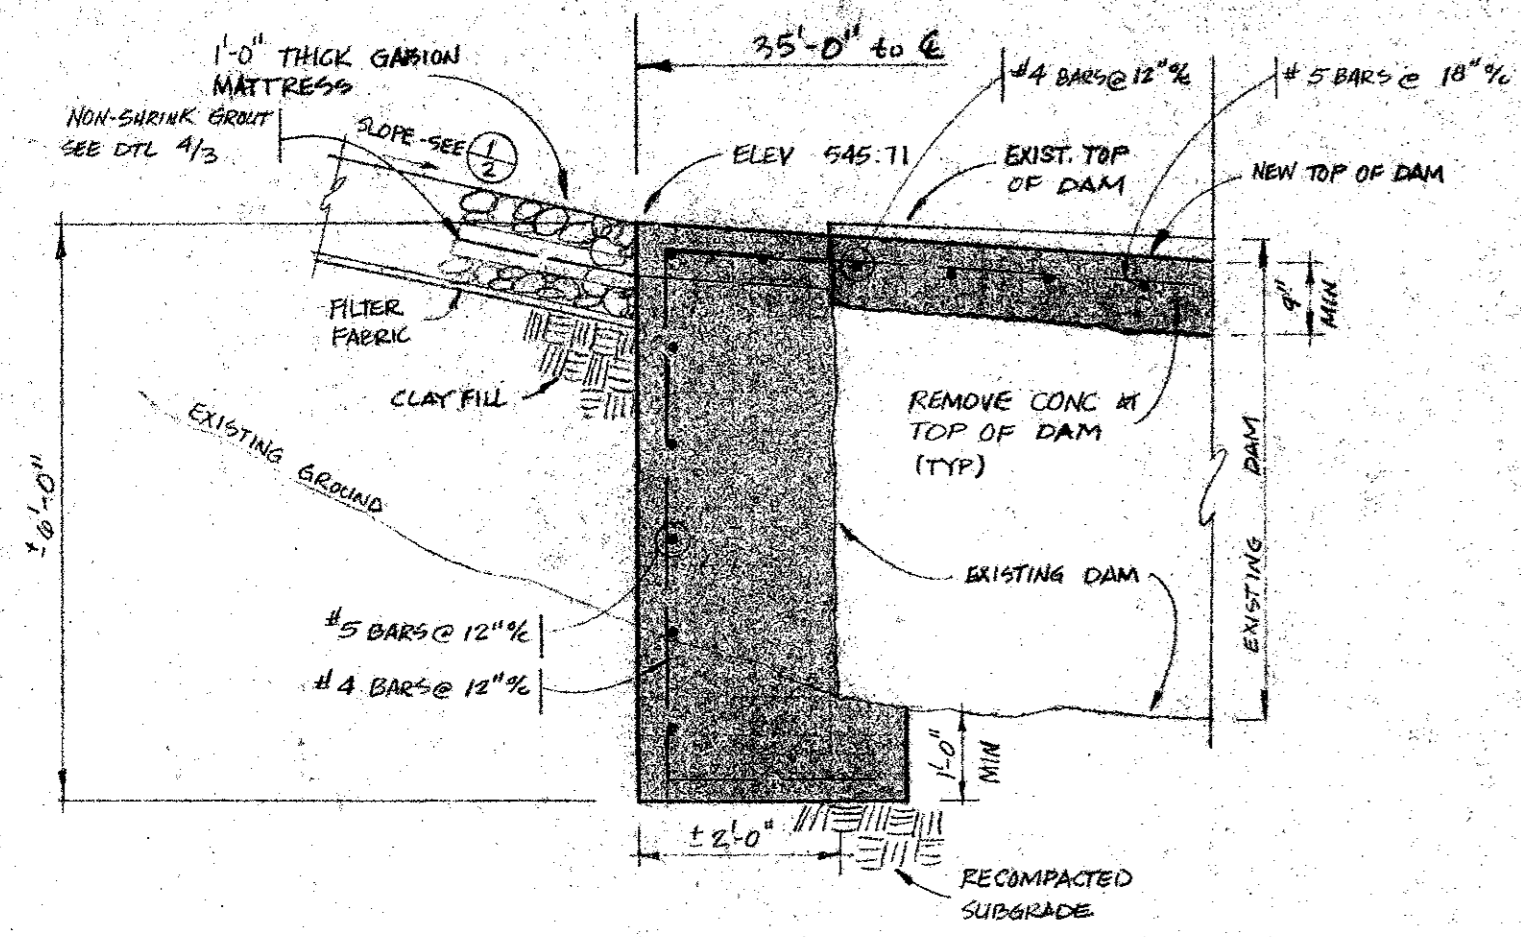 35'-0" to ℄
1'-0" THICK GABION
MATTRESS
#4 BARS @ 12" o/c
#5 BARS @ 18" o/c
NON-SHRINK GROUT
SEE DTL 4/3
SLOPE-SEE 1/2
ELEV 545.71
EXIST. TOP
OF DAM
NEW TOP OF DAM
FILTER
FABRIC
9"
MIN
CLAY FILL
REMOVE CONC AT
TOP OF DAM
(TYP)
EXISTING GROUND
±6'-0"
EXISTING DAM
EXISTING DAM
#5 BARS @ 12" o/c
#4 BARS @ 12" o/c
1'-0"
MIN
±2'-0"
RECOMPACTED
SUBGRADE